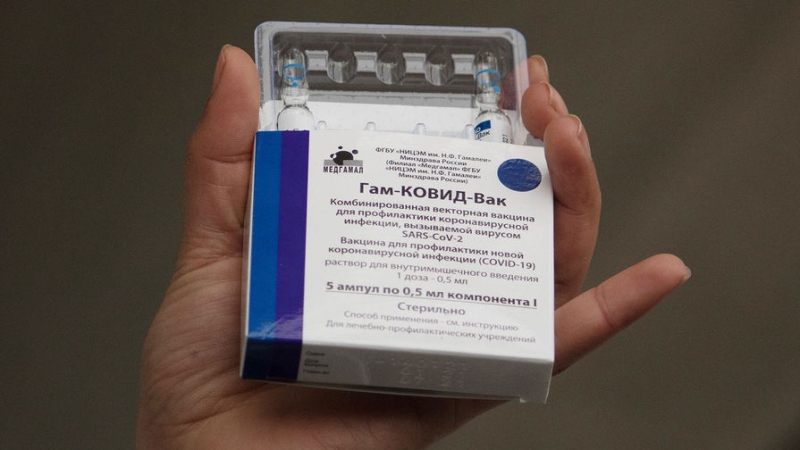 ФГБУ «НИЦЭМ им. Н.Ф. Гамалеи»
Минздрава России
(Филиал «Медгамал» ФГБУ
«НИЦЭМ им. Н.Ф. Гамалеи»
Минздрава России)
МЕДГАМАЛ
Гам-КОВИД-Вак
Комбинированная векторная вакцина
для профилактики коронавирусной
инфекции, вызываемой вирусом
SARS-CoV-2
Вакцина для профилактики новой
коронавирусной инфекции (COVID-19)
раствор для внутримышечного введения
1 доза - 0,5 мл
5 ампул по 0,5 мл компонента I
Стерильно
Способ применения - см. инструкцию
Для лечебно-профилактических учреждений